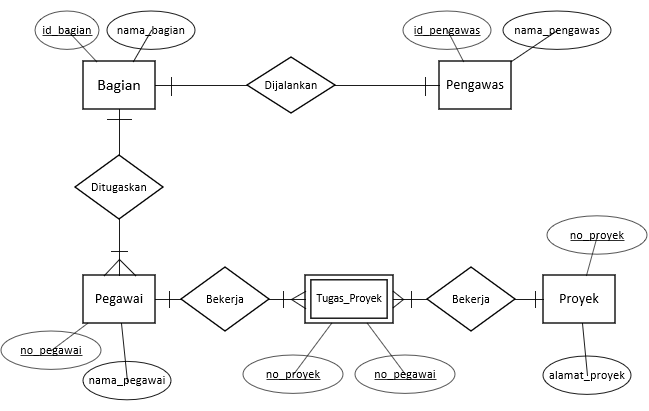 id_bagian
nama_bagian
id_pengawas
nama_pengawas
Bagian
Dijalankan
Pengawas
Ditugaskan
no_proyek
Pegawai
Bekerja
Tugas_Proyek
Bekerja
Proyek
no_pegawai
nama_pegawai
no_proyek
no_pegawai
alamat_proyek